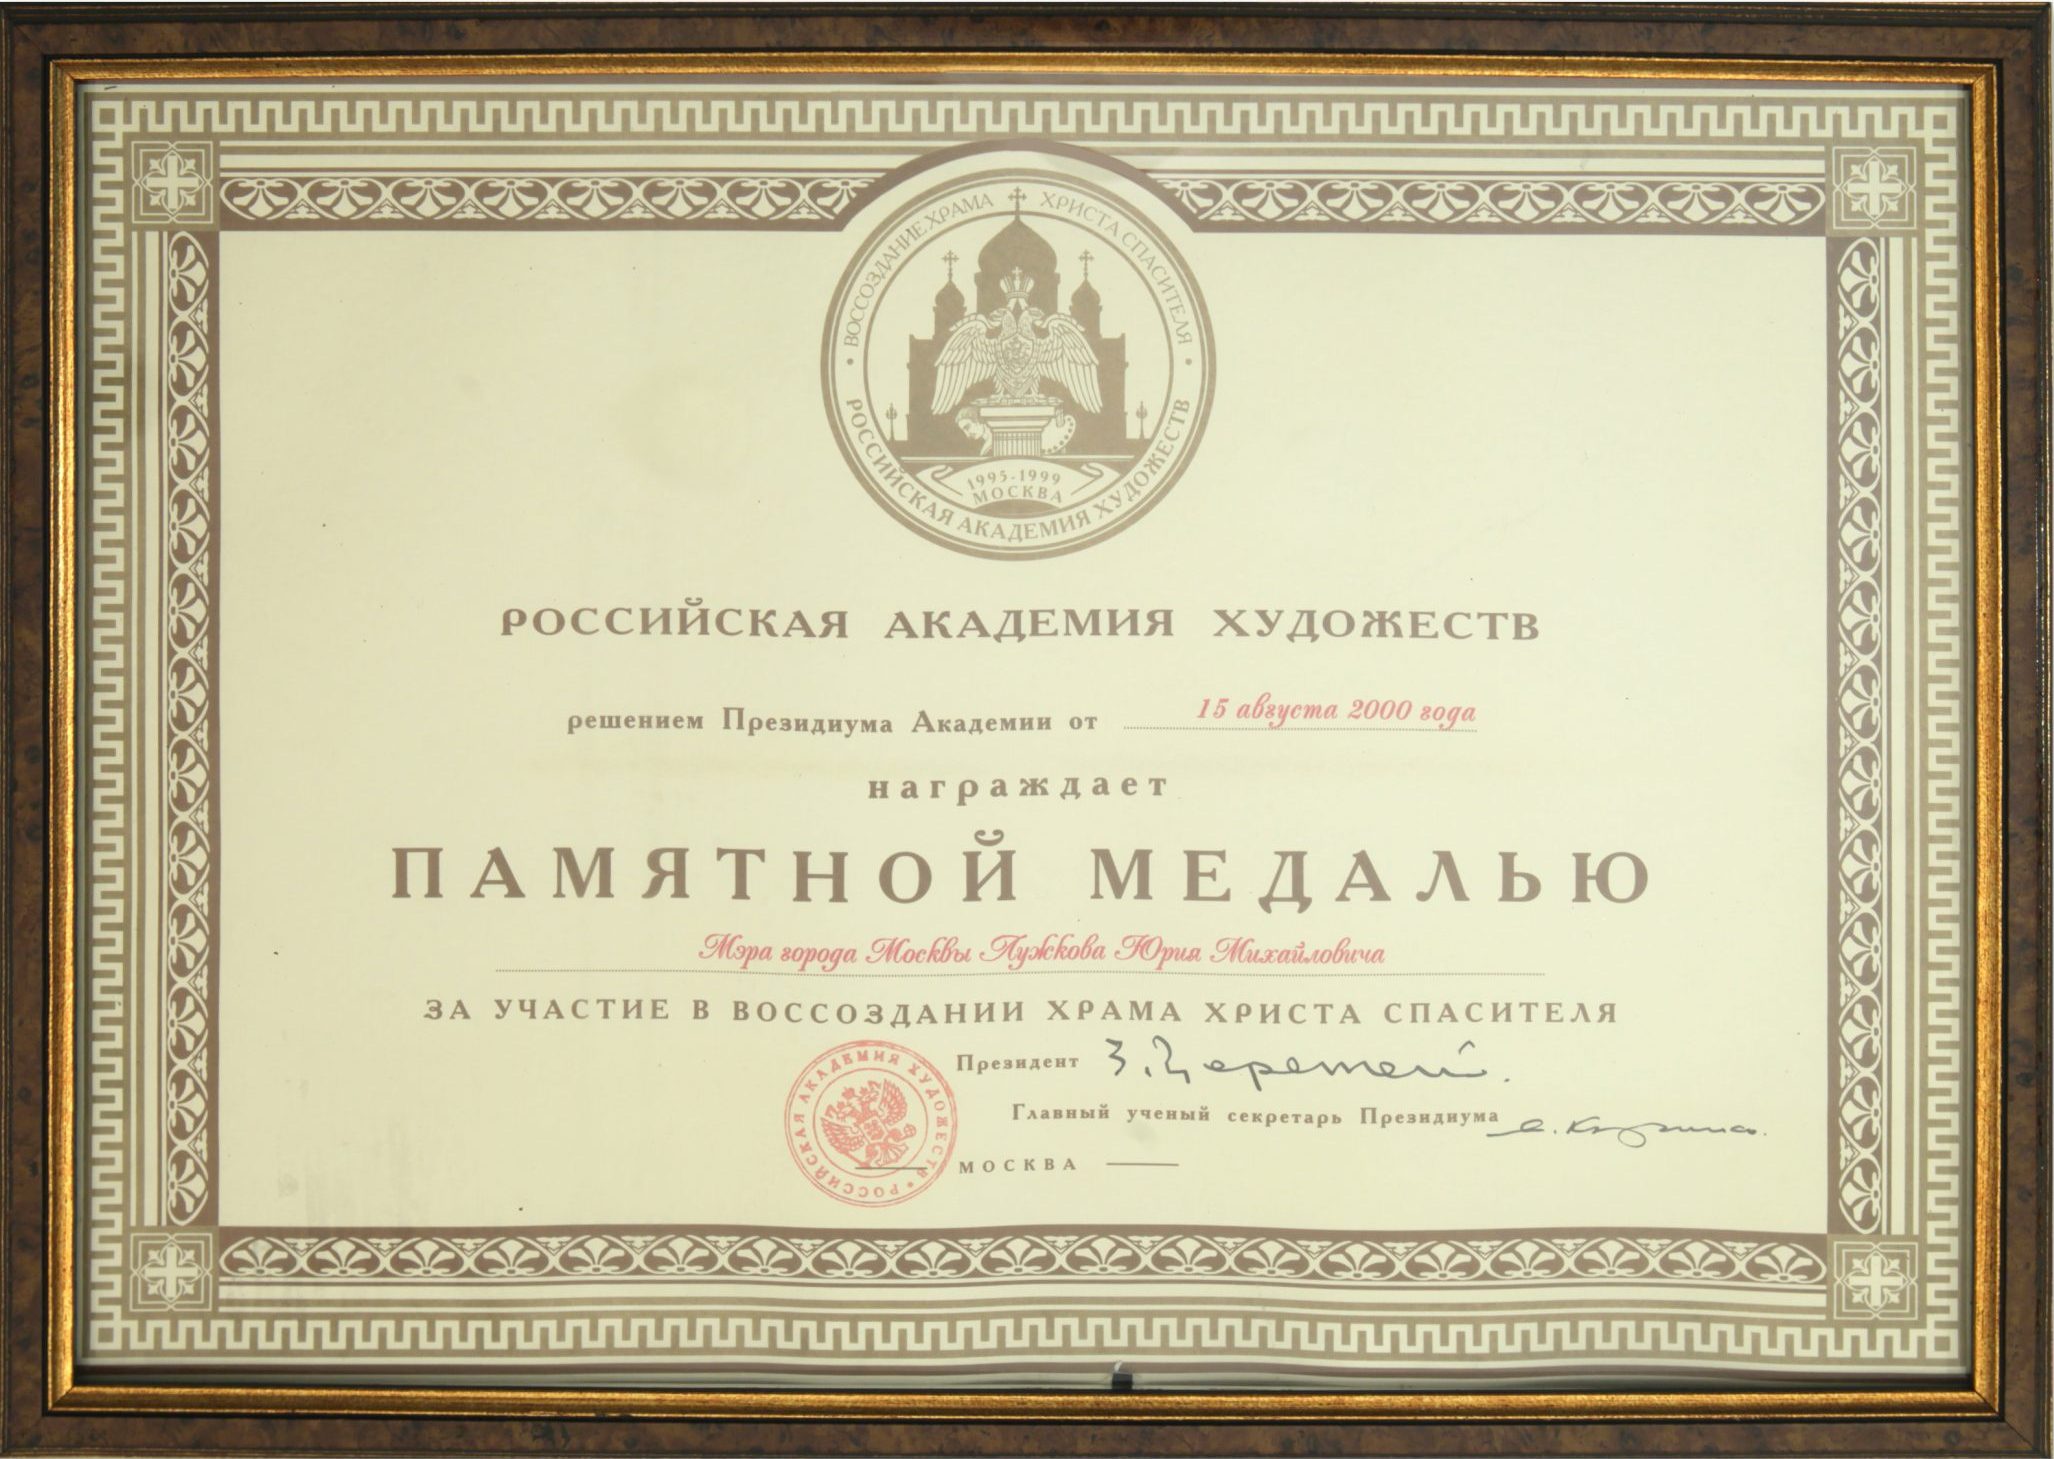 ВОССОЗДАНИЕ ХРАМА ХРИСТА СПАСИТЕЛЯ
1995-1999
МОСКВА
РОССИЙСКАЯ АКАДЕМИЯ ХУДОЖЕСТВ
РОССИЙСКАЯ АКАДЕМИЯ ХУДОЖЕСТВ
решением Президиума Академии от 15 августа 2000 года
награждает
ПАМЯТНОЙ МЕДАЛЬЮ
Мэра города Москвы Лужкова Юрия Михайловича
ЗА УЧАСТИЕ В ВОССОЗДАНИИ ХРАМА ХРИСТА СПАСИТЕЛЯ
Президент З. Церетели
Главный ученый секретарь Президиума
МОСКВА
РОССИЙСКАЯ АКАДЕМИЯ ХУДОЖЕСТВ